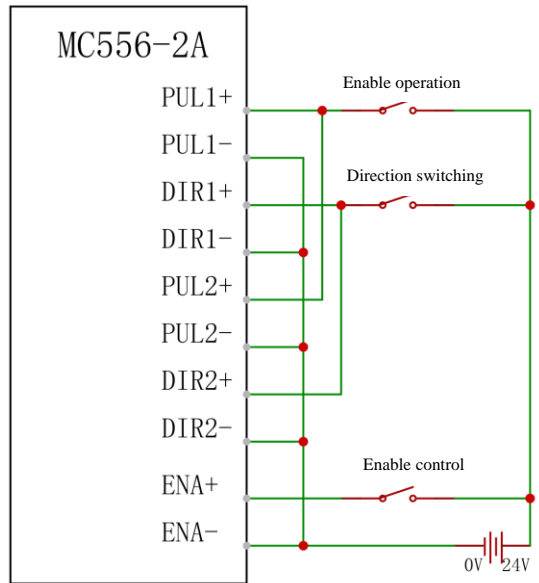 MC556-2A
Enable operation
PUL1+
PUL1-
Direction switching
DIR1+
DIR1-
PUL2+
PUL2-
DIR2+
DIR2-
Enable control
ENA+
ENA-
0V 24V